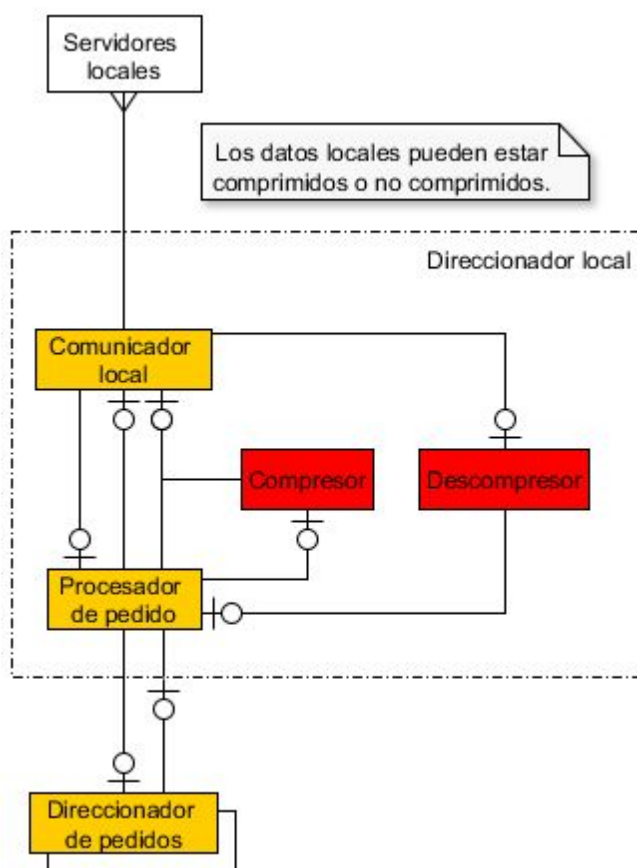 Servidores
locales
Los datos locales pueden estar
comprimidos o no comprimidos.
Direccionador local
Comunicador
local
Compresor
Descompresor
Procesador
de pedido
Direccionador
de pedidos